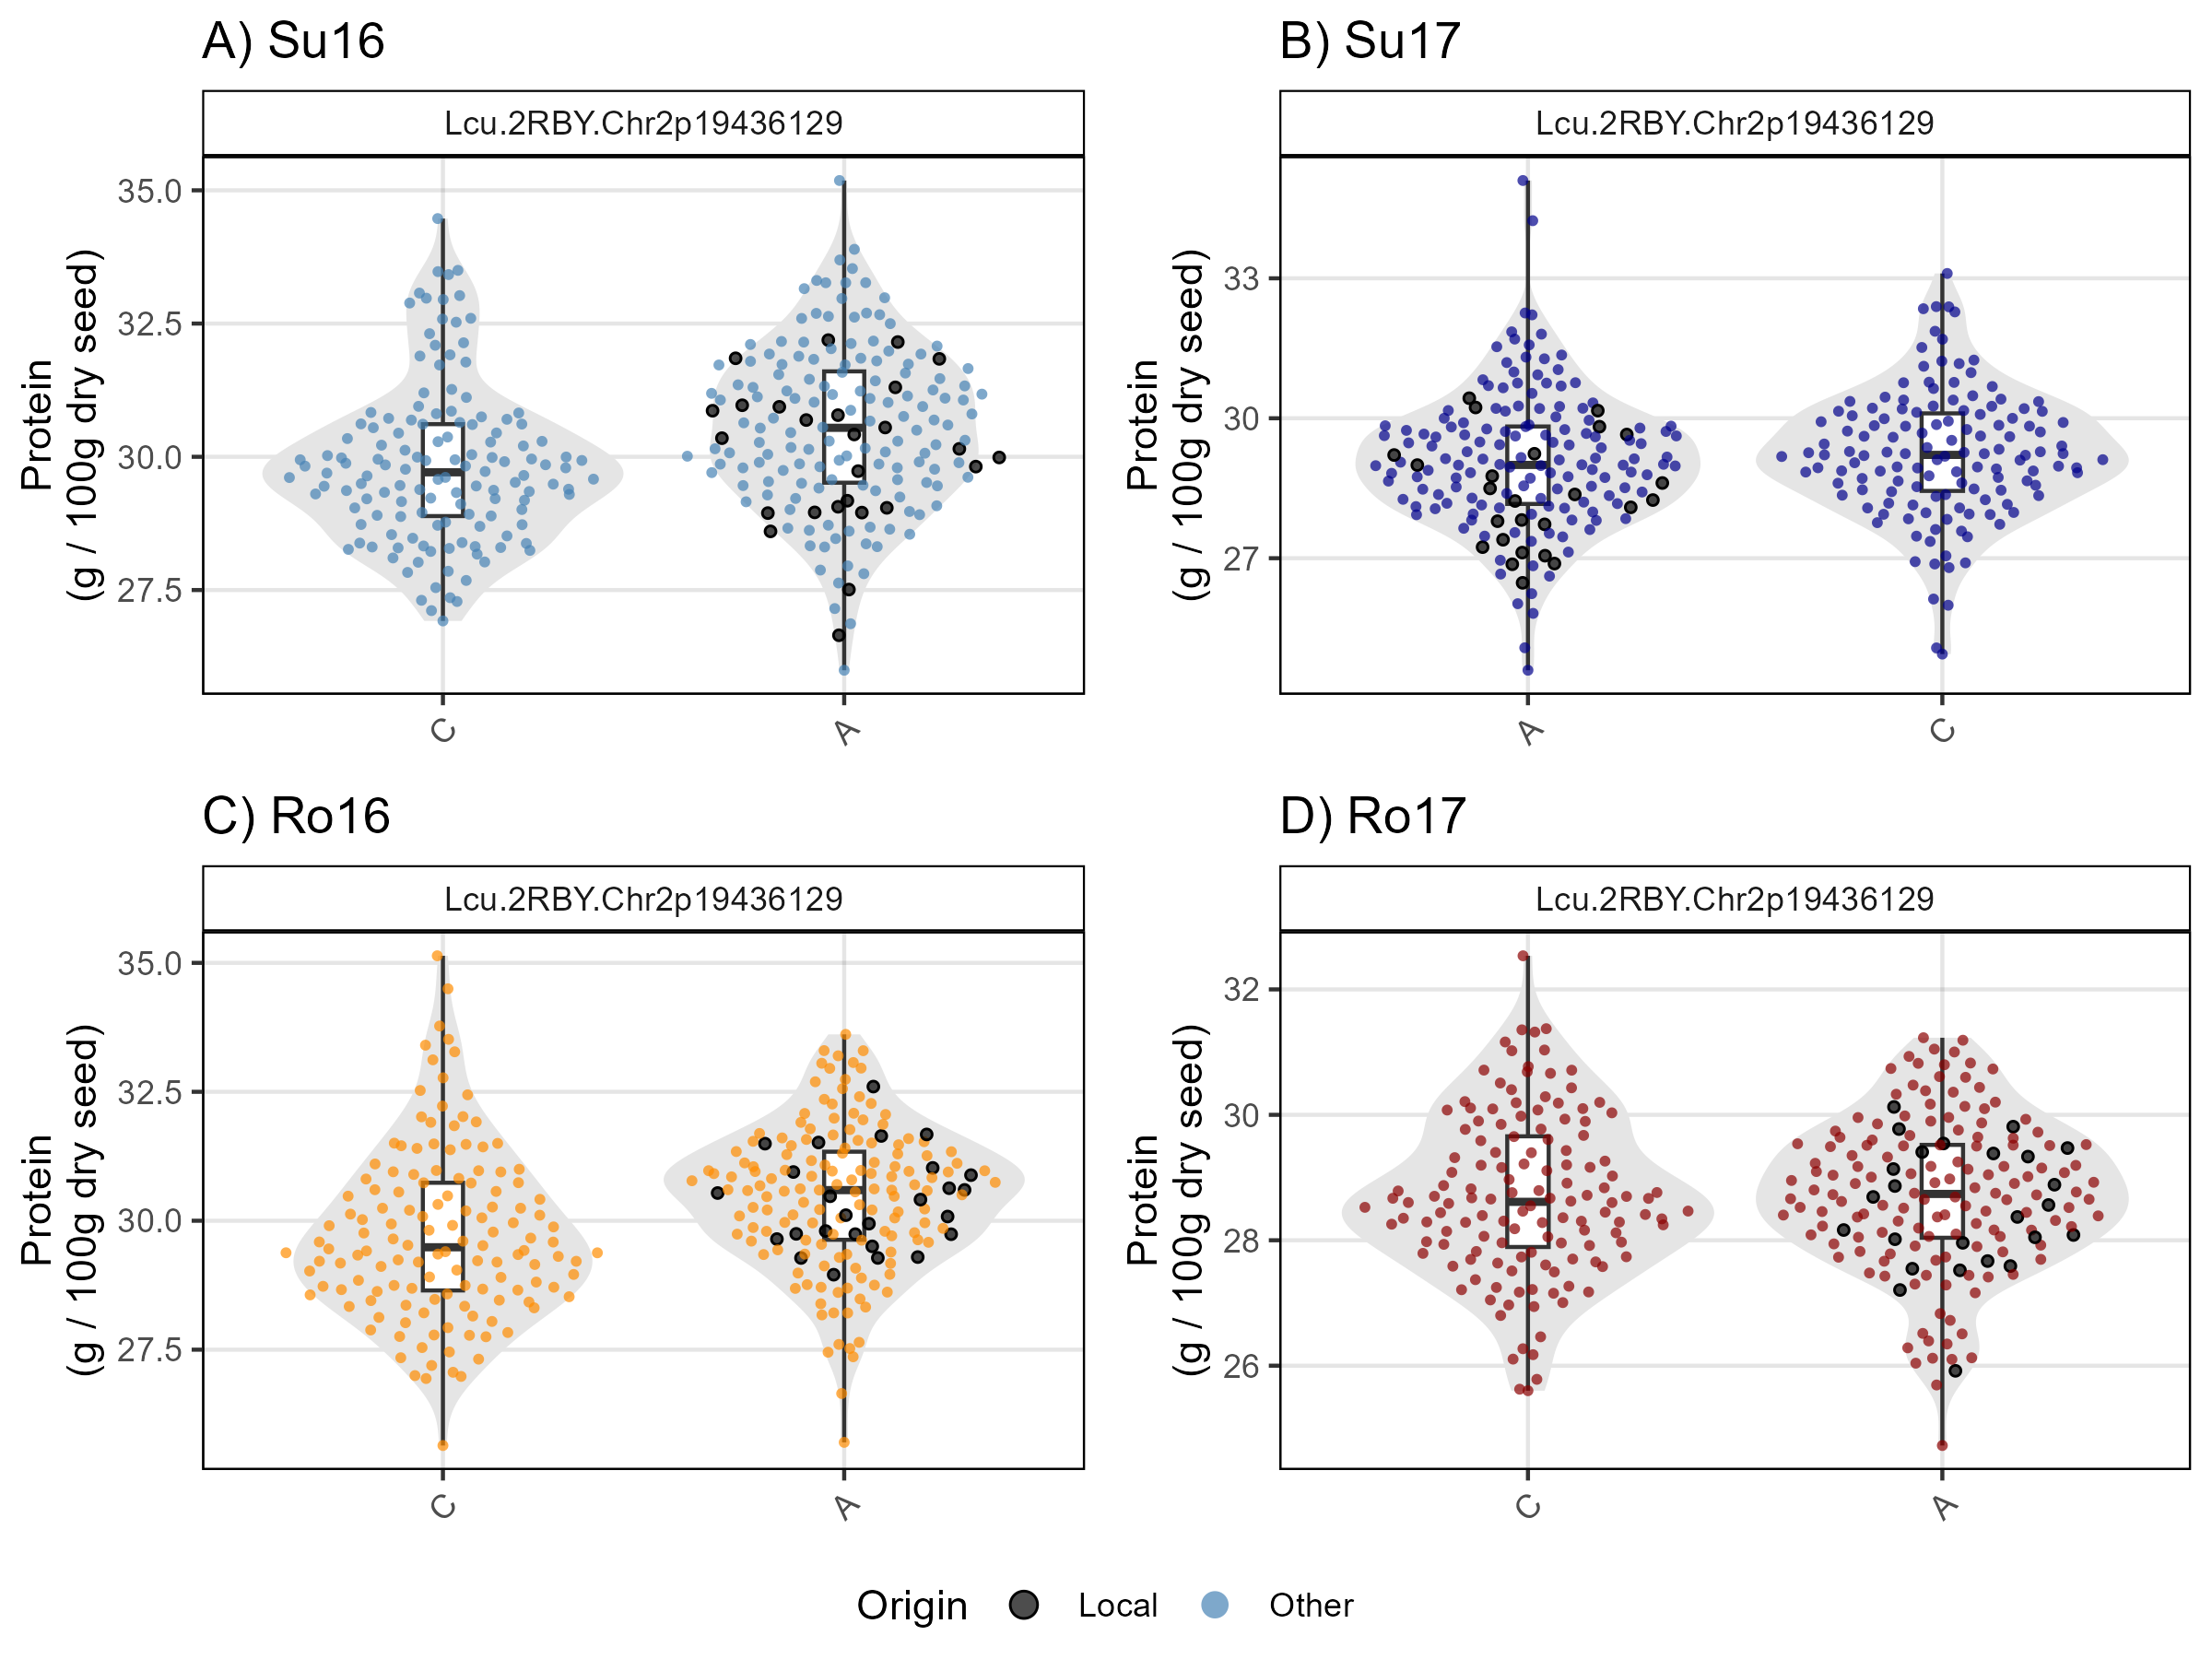 A) Su16
Lcu.2RBY.Chr2p19436129
Protein
(g / 100g dry seed)
35.0
32.5
30.0
27.5
C
A
B) Su17
Lcu.2RBY.Chr2p19436129
Protein
(g / 100g dry seed)
33
30
27
A
C
C) Ro16
Lcu.2RBY.Chr2p19436129
Protein
(g / 100g dry seed)
35.0
32.5
30.0
27.5
C
A
D) Ro17
Lcu.2RBY.Chr2p19436129
Protein
(g / 100g dry seed)
32
30
28
26
C
A
Origin Local Other